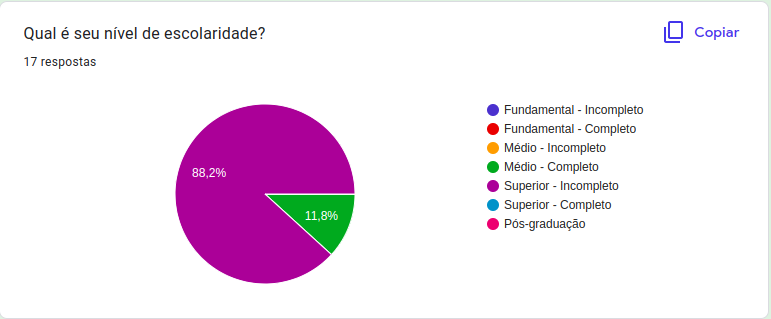 Qual é seu nível de escolaridade?
Copiar
17 respostas
88,2%
11,8%
Fundamental - Incompleto
Fundamental - Completo
Médio - Incompleto
Médio - Completo
Superior - Incompleto
Superior - Completo
Pós-graduação